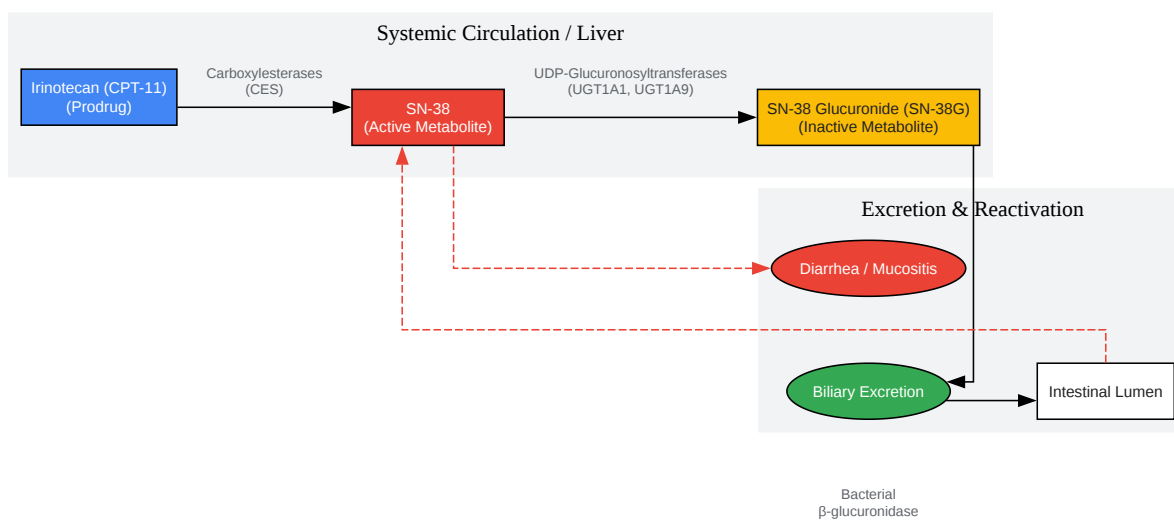 Systemic Circulation / Liver
Irinotecan (CPT-11)
(Prodrug)
Carboxylesterases
(CES)
SN-38
(Active Metabolite)
UDP-Glucuronosyltransferases
(UGT1A1, UGT1A9)
SN-38 Glucuronide (SN-38G)
(Inactive Metabolite)
Excretion & Reactivation
Diarrhea / Mucositis
Biliary Excretion
Intestinal Lumen
Bacterial
β-glucuronidase